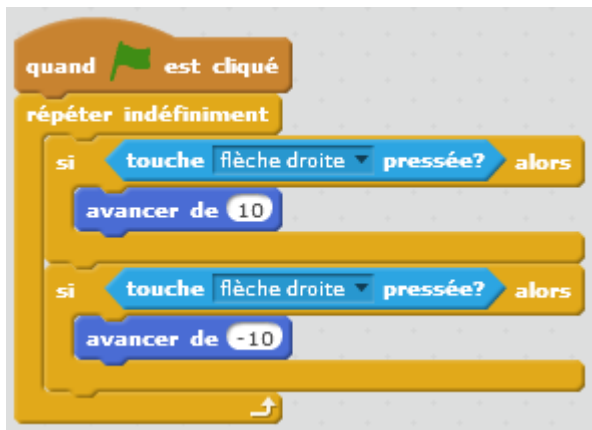 quand est cliqué
répéter indéfiniment
si touche flèche droite pressée? alors
avancer de 10
si touche flèche droite pressée? alors
avancer de -10